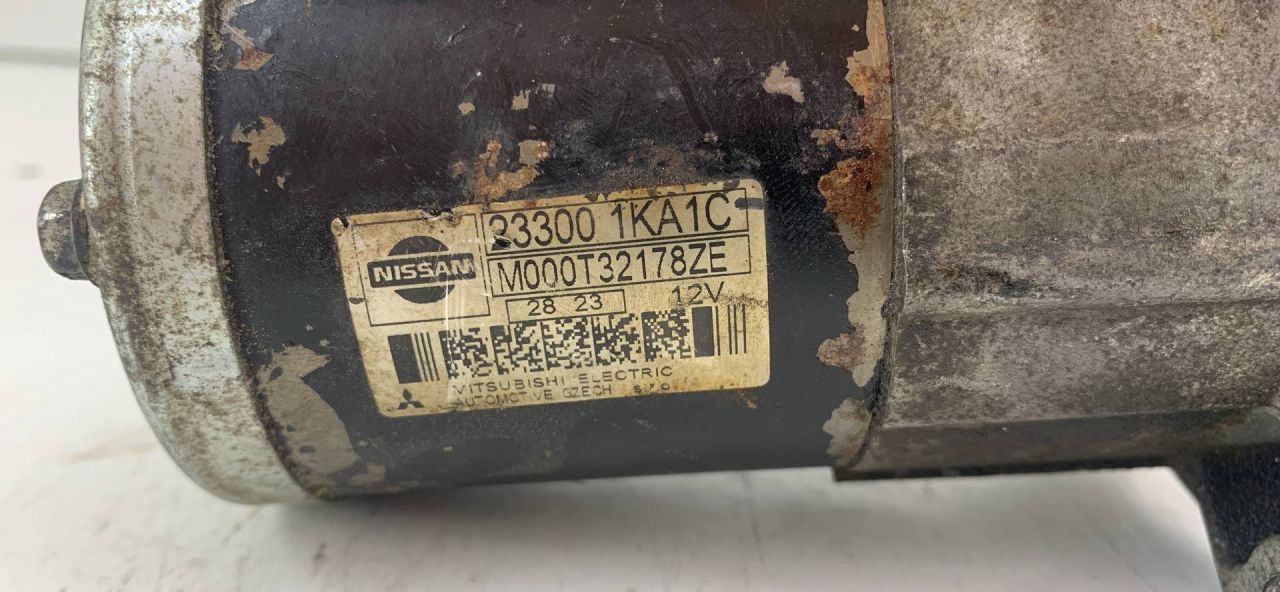 NISSAN
23300 1KA1C
M000T32178ZE
28 23
12V
MITSUBISHI ELECTRIC
AUTOMOTIVE CZECH s.r.o